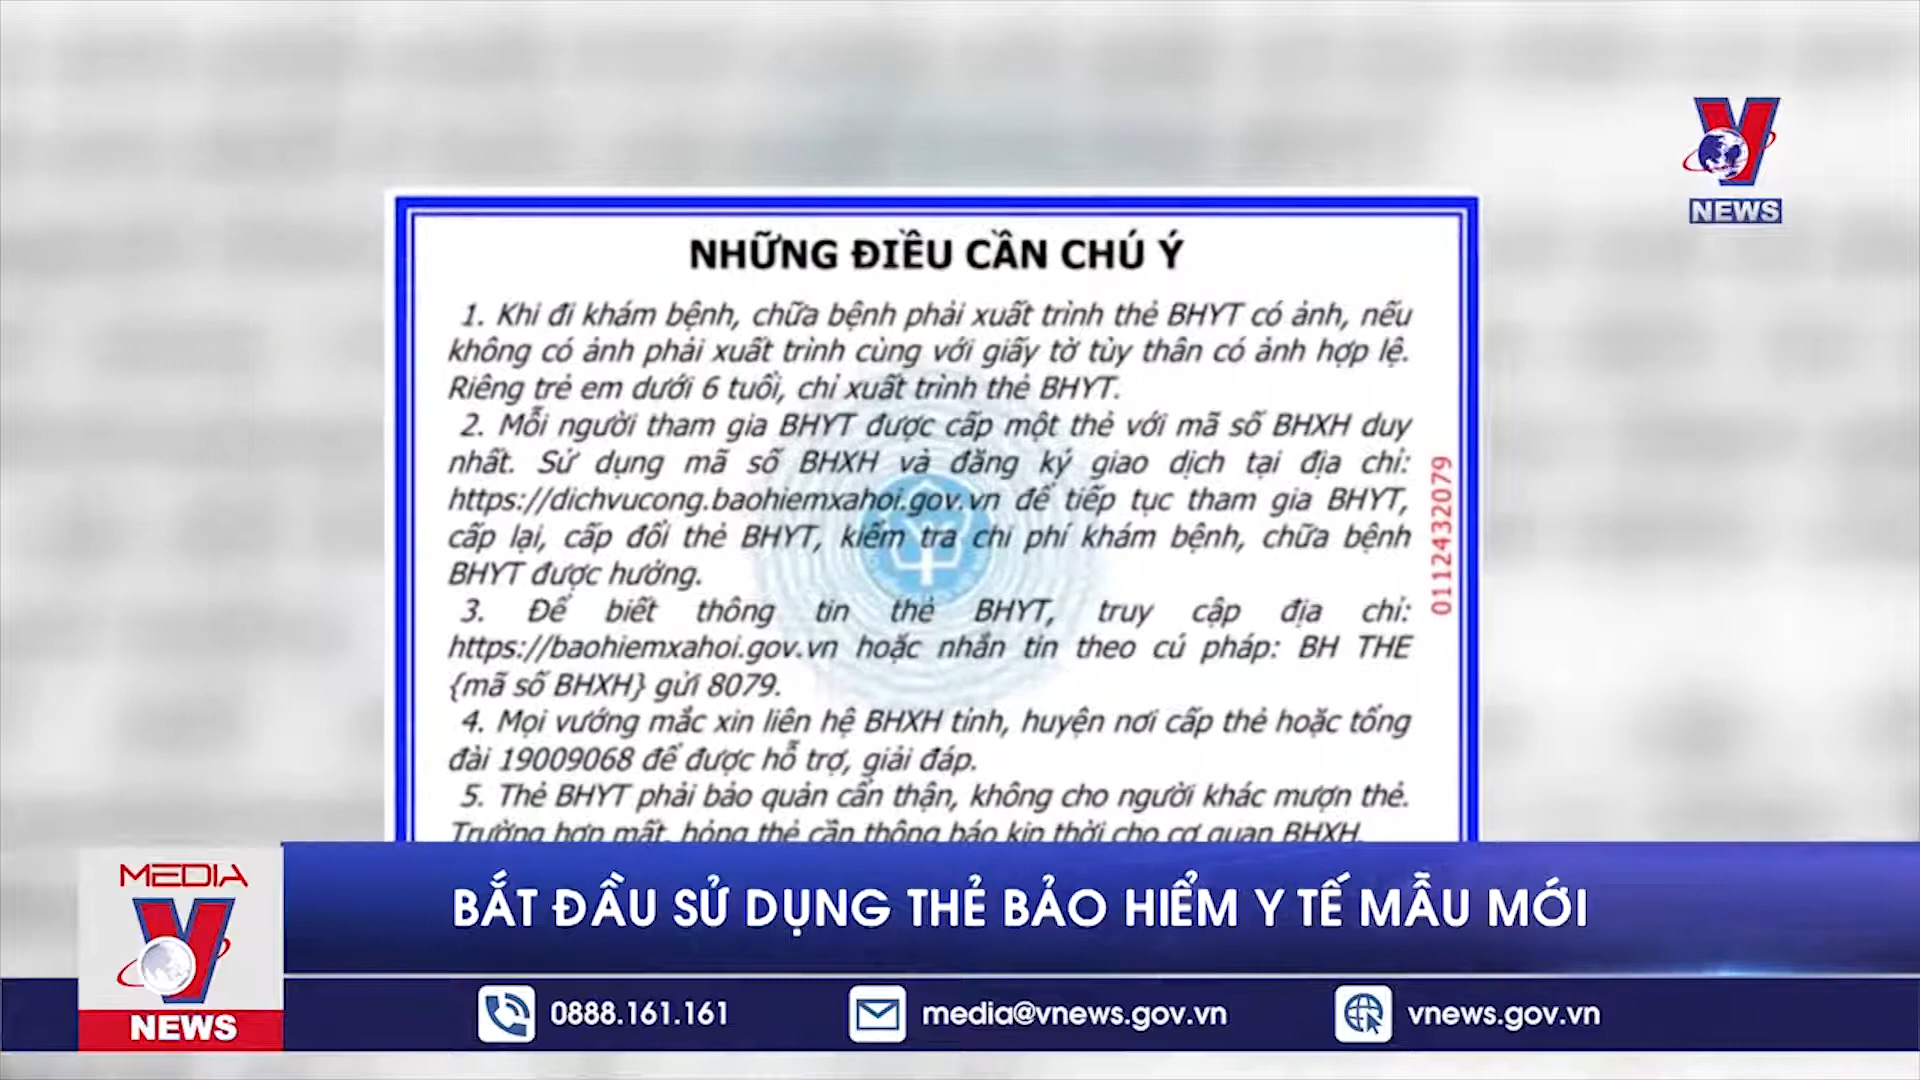 NEWS
NHỮNG ĐIỀU CẦN CHÚ Ý
1. Khi đi khám bệnh, chữa bệnh phải xuất trình thẻ BHYT có ảnh, nếu
không có ảnh phải xuất trình cùng với giấy tờ tùy thân có ảnh hợp lệ.
Riêng trẻ em dưới 6 tuổi, chỉ xuất trình thẻ BHYT.
2. Mỗi người tham gia BHYT được cấp một thẻ với mã số BHXH duy
nhất. Sử dụng mã số BHXH và đăng ký giao dịch tại địa chỉ:
https://dichvucong.baohiemxahoi.gov.vn để tiếp tục tham gia BHYT,
cấp lại, cấp đổi thẻ BHYT, kiểm tra chi phí khám bệnh, chữa bệnh
BHYT được hưởng.
3. Để biết thông tin thẻ BHYT, truy cập địa chỉ:
https://baohiemxahoi.gov.vn hoặc nhắn tin theo cú pháp: BH THE
{mã số BHXH} gửi 8079.
4. Mọi vướng mắc xin liên hệ BHXH tỉnh, huyện nơi cấp thẻ hoặc tổng
đài 19009068 để được hỗ trợ, giải đáp.
5. Thẻ BHYT phải bảo quản cẩn thận, không cho người khác mượn thẻ.
Trường hợp mất, hỏng thẻ cần thông báo kịp thời cho cơ quan BHXH.
01124432079
MEDIA
NEWS
BẮT ĐẦU SỬ DỤNG THẺ BẢO HIỂM Y TẾ MẪU MỚI
0888.161.161
media@vnews.gov.vn
vnews.gov.vn